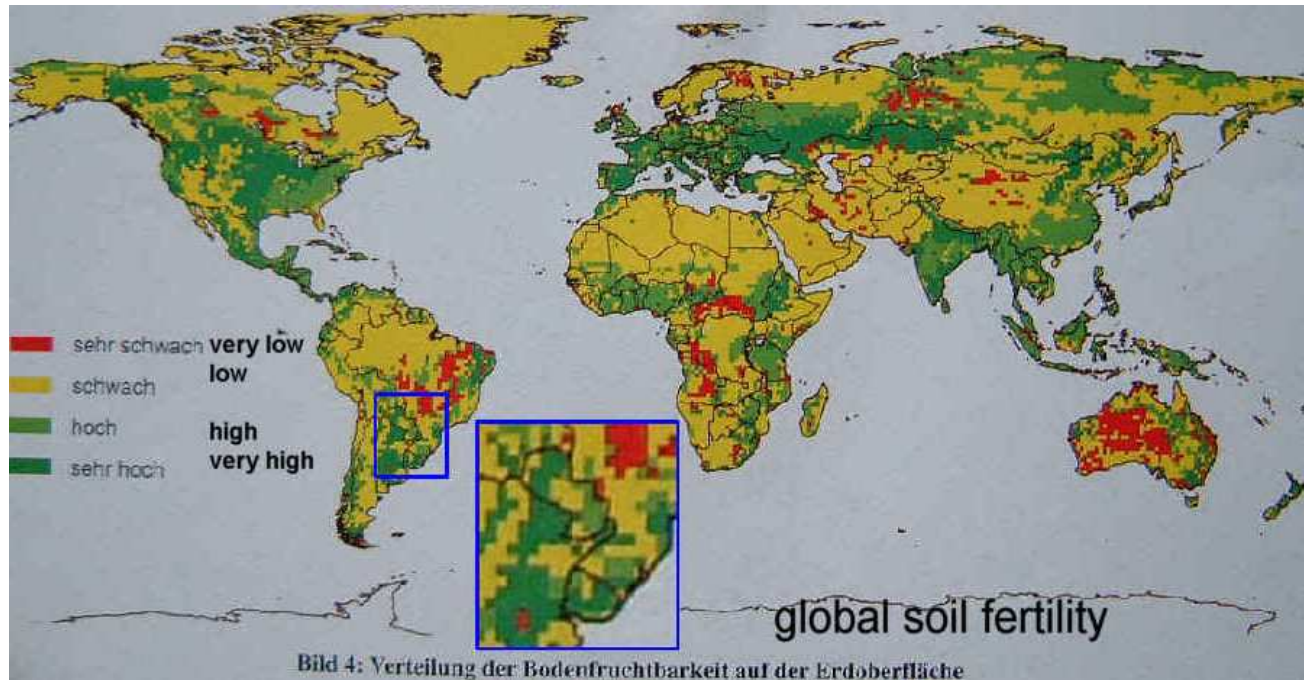 sehr schwach very low
low
schwach
hoch
high
very high
sehr hoch
global soil fertility
Bild 4: Verteilung der Bodenfruchtbarkeit auf der Erdoberfläche